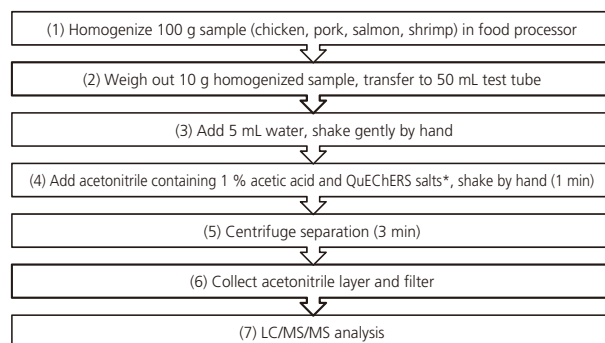 (1) Homogenize 100 g sample (chicken, pork, salmon, shrimp) in food processor
(2) Weigh out 10 g homogenized sample, transfer to 50 mL test tube
(3) Add 5 mL water, shake gently by hand
(4) Add acetonitrile containing 1 % acetic acid and QuEChERS salts*, shake by hand (1 min)
(5) Centrifuge separation (3 min)
(6) Collect acetonitrile layer and filter
(7) LC/MS/MS analysis